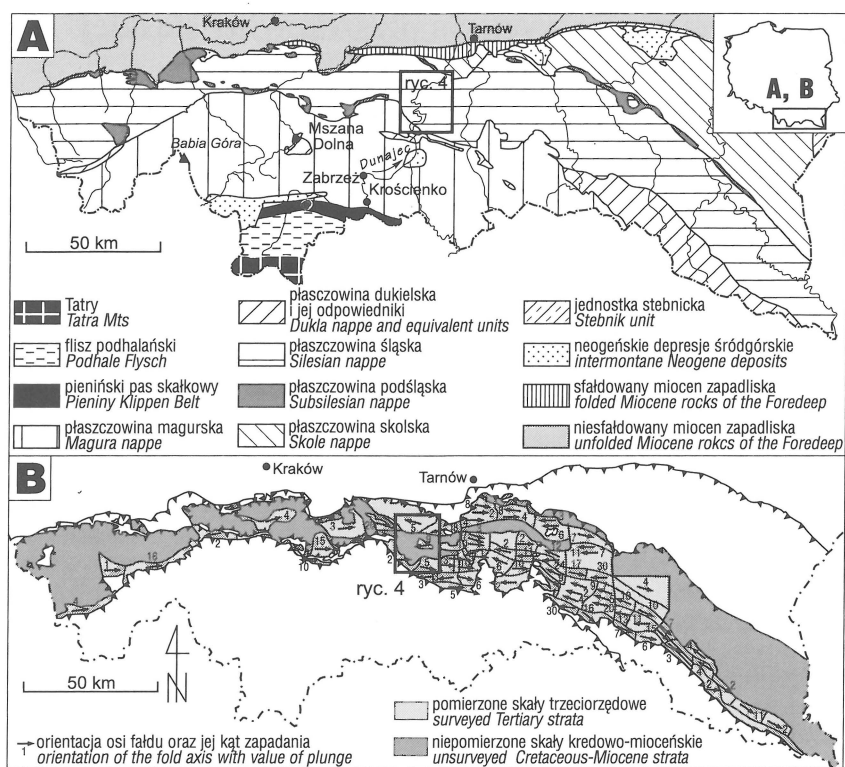 A
Kraków
Tarnów
ryc. 4
A, B
Mszana
Dolna
Babia Góra
Dunajec
Zabrzeż
Krościenko
50 km
Tatry
Tatra Mts
flisz podhalański
Podhale Flysch
pieniński pas skałkowy
Pieniny Klippen Belt
płaszczowina magurska
Magura nappe
płaszczowina dukielska
i jej odpowiedniki
Dukla nappe and equivalent units
płaszczowina śląska
Silesian nappe
płaszczowina podśląska
Subsilesian nappe
płaszczowina skolska
Skole nappe
jednostka stebnicka
Stebnik unit
neogeńskie depresje śródgórskie
intermontane Neogene deposits
sfałdowany miocen zapadliska
folded Miocene rocks of the Foredeep
niesfałdowany miocen zapadliska
unfolded Miocene rokcs of the Foredeep
B
Kraków
Tarnów
ryc. 4
N
50 km
1
orientacja osi fałdu oraz jej kąt zapadania
orientation of the fold axis with value of plunge
pomierzone skały trzeciorzędowe
surveyed Tertiary strata
niepomierzone skały kredowo-mioceńskie
unsurveyed Cretaceous-Miocene strata